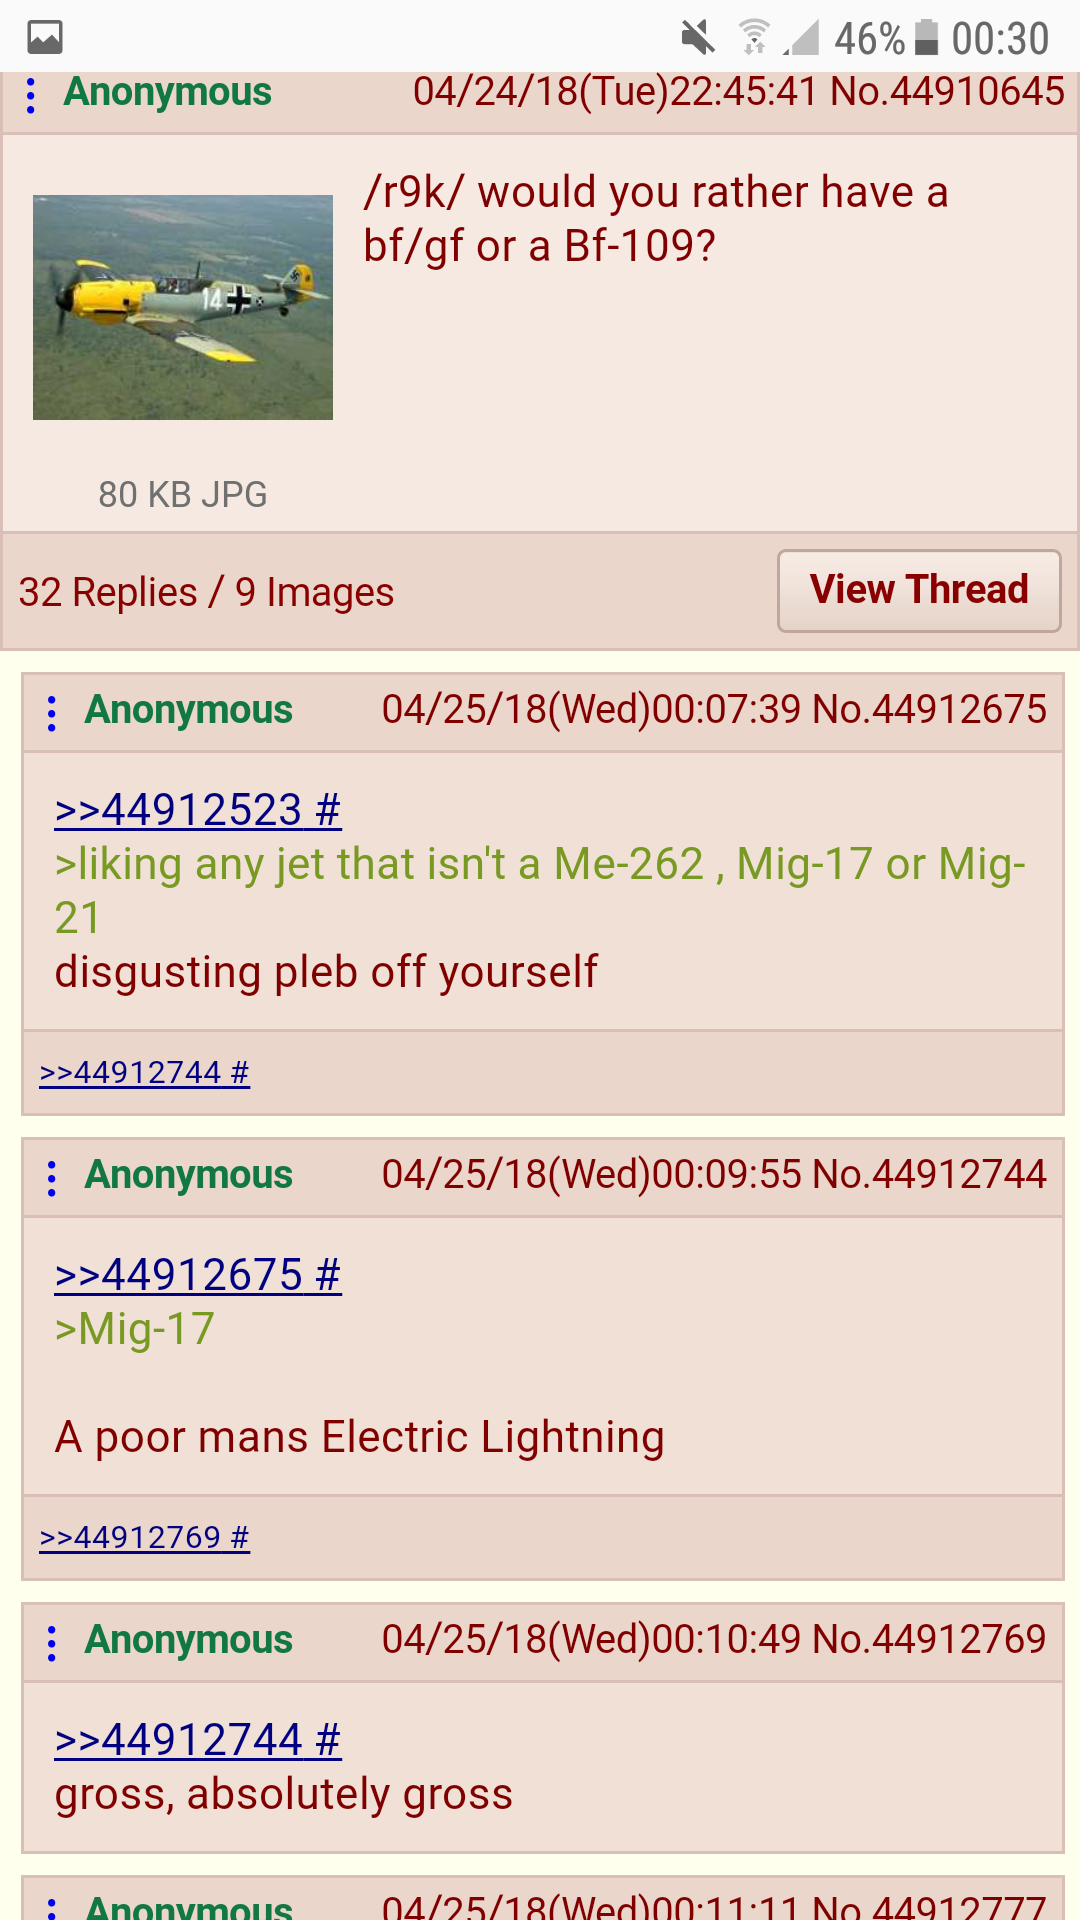 46% 00:30
Anonymous 04/24/18(Tue)22:45:41 No.44910645
/r9k/ would you rather have a
bf/gf or a Bf-109?
14
80 KB JPG
32 Replies / 9 Images View Thread
Anonymous 04/25/18(Wed)00:07:39 No.44912675
>>44912523 #
>liking any jet that isn't a Me-262 , Mig-17 or Mig-
21
disgusting pleb off yourself
>>44912744 #
Anonymous 04/25/18(Wed)00:09:55 No.44912744
>>44912675 #
>Mig-17
A poor mans Electric Lightning
>>44912769 #
Anonymous 04/25/18(Wed)00:10:49 No.44912769
>>44912744 #
gross, absolutely gross
Anonymous 04/25/18(Wed)00:11:11 No.44912777